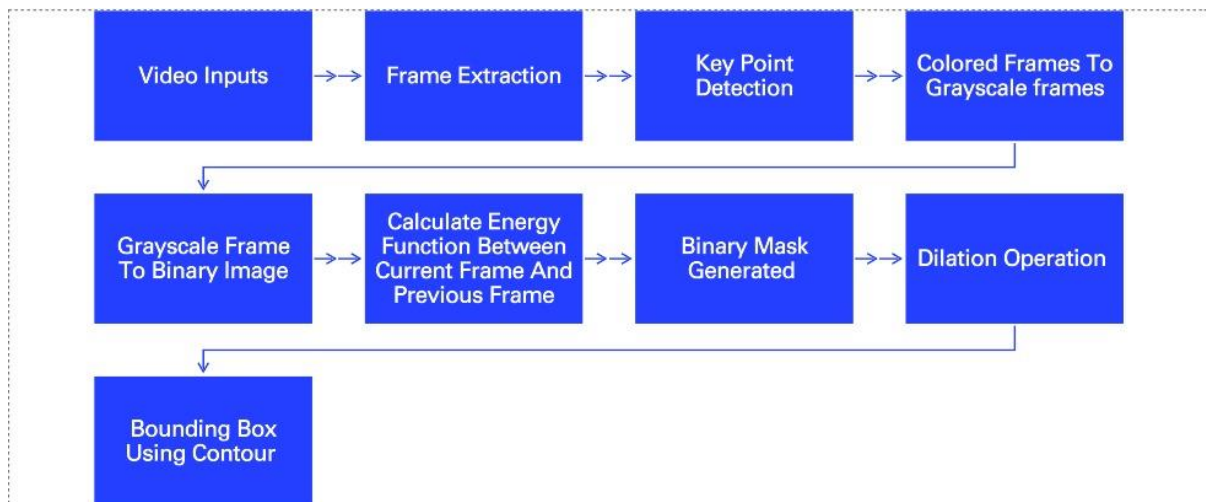 Video Inputs
Frame Extraction
Key Point
Detection
Colored Frames To
Grayscale frames
Grayscale Frame
To Binary Image
Calculate Energy
Function Between
Current Frame And
Previous Frame
Binary Mask
Generated
Dilation Operation
Bounding Box
Using Contour